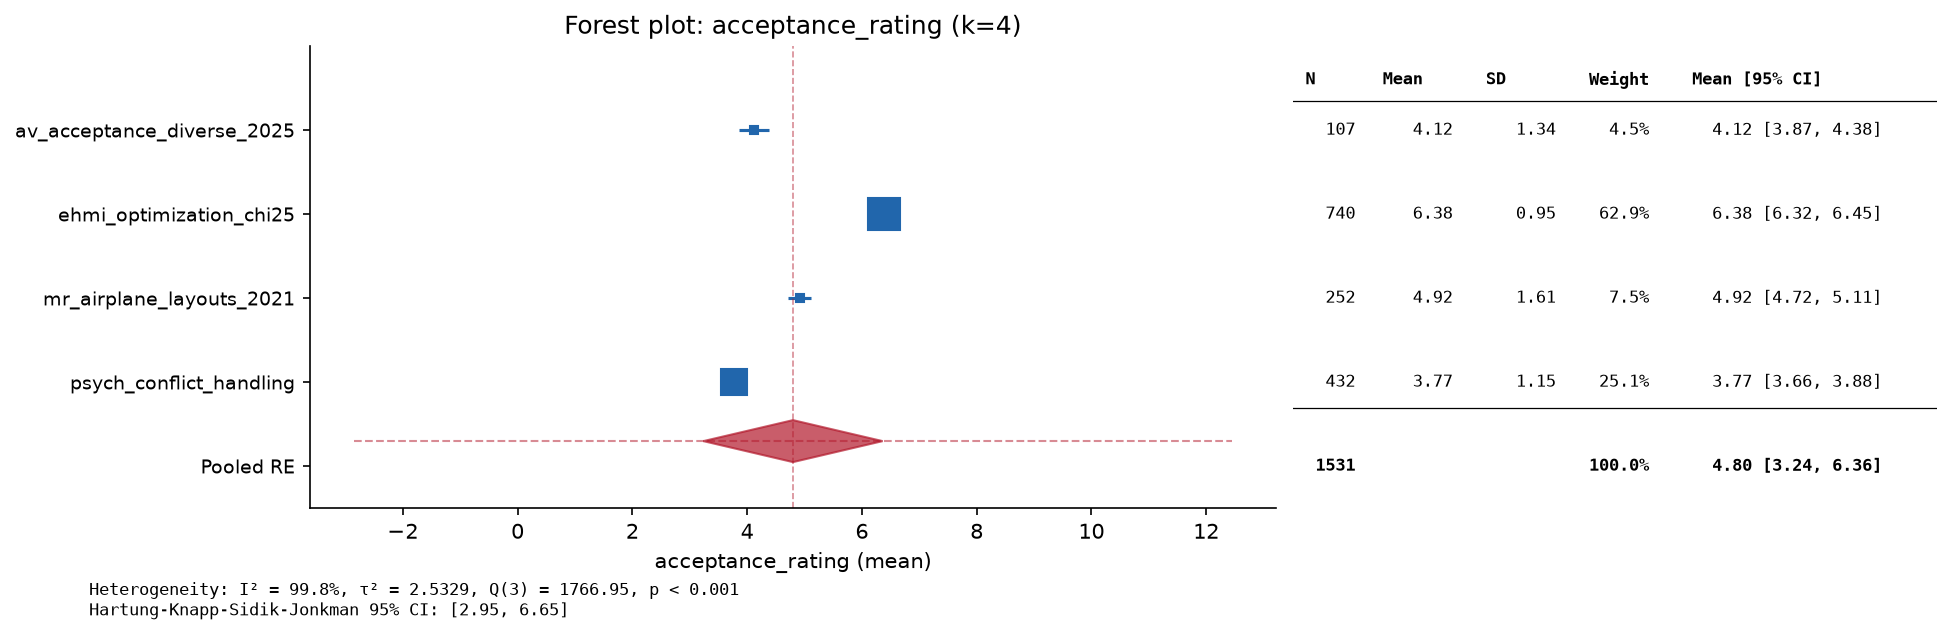 Forest plot: acceptance_rating (k=4)
N Mean SD Weight Mean [95% CI]
av_acceptance_diverse_2025 107 4.12 1.34 4.5% 4.12 [3.87, 4.38]
ehmi_optimization_chi25 740 6.38 0.95 62.9% 6.38 [6.32, 6.45]
mr_airplane_layouts_2021 252 4.92 1.61 7.5% 4.92 [4.72, 5.11]
psych_conflict_handling 432 3.77 1.15 25.1% 3.77 [3.66, 3.88]
Pooled RE 1531 100.0% 4.80 [3.24, 6.36]
−2 0 2 4 6 8 10 12
acceptance_rating (mean)
Heterogeneity: I² = 99.8%, τ² = 2.5329, Q(3) = 1766.95, p < 0.001
Hartung-Knapp-Sidik-Jonkman 95% CI: [2.95, 6.65]